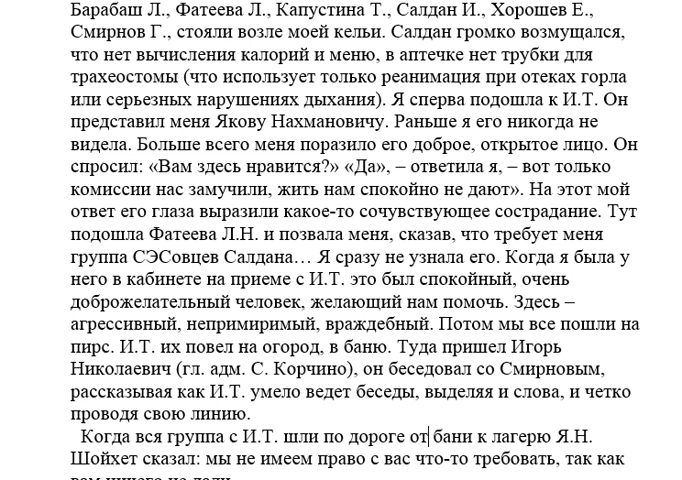 Барабаш Л., Фатеева Л., Капустина Т., Салдан И., Хорошев Е.,
Смирнов Г., стояли возле моей кельи. Салдан громко возмущался,
что нет вычисления калорий и меню, в аптечке нет трубки для
трахеостомы (что использует только реанимация при отеках горла
или серьезных нарушениях дыхания). Я сперва подошла к И.Т. Он
представил меня Якову Нахмановичу. Раньше я его никогда не
видела. Больше всего меня поразило его доброе, открытое лицо. Он
спросил: «Вам здесь нравится?» «Да», – ответила я, – вот только
комиссии нас замучили, жить нам спокойно не дают». На этот мой
ответ его глаза выразили какое-то сочувствующее сострадание. Тут
подошла Фатеева Л.Н. и позвала меня, сказав, что требует меня
группа СЭСовцев Салдана… Я сразу не узнала его. Когда я была у
него в кабинете на приеме с И.Т. это был спокойный, очень
доброжелательный человек, желающий нам помочь. Здесь –
агрессивный, непримиримый, враждебный. Потом мы все пошли на
пирс. И.Т. их повел на огород, в баню. Туда пришел Игорь
Николаевич (гл. адм. С. Корчино), он беседовал со Смирновым,
рассказывая как И.Т. умело ведет беседы, выделяя и слова, и четко
проводя свою линию.
Когда вся группа с И.Т. шли по дороге от бани к лагерю Я.Н.
Шойхет сказал: мы не имеем право с вас что-то требовать, так как
вам ничего не дали